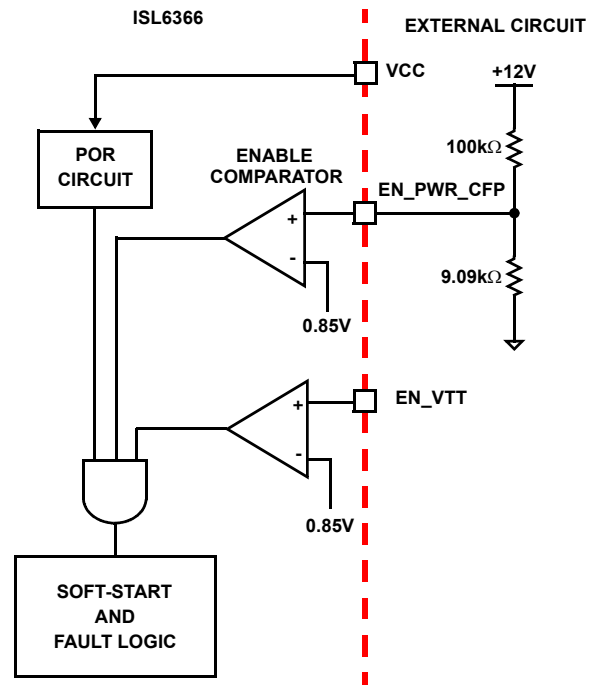 ISL6366
EXTERNAL CIRCUIT
VCC
+12V
POR
CIRCUIT
ENABLE
COMPARATOR
100kΩ
EN_PWR_CFP
+
-
0.85V
9.09kΩ
EN_VTT
+
-
0.85V
SOFT-START
AND
FAULT LOGIC